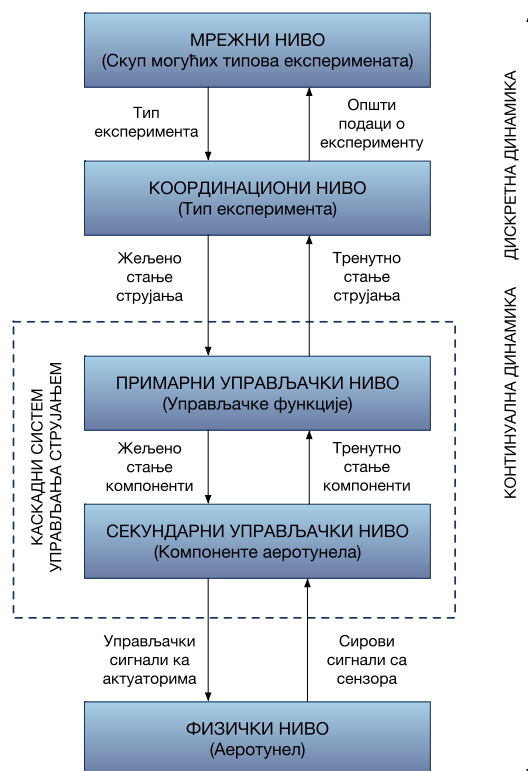 МРЕЖНИ НИВО
(Скуп могућих типова експеримената)
Тип
експеримента
Општи
подаци о
експерименту
КООРДИНАЦИОНИ НИВО
(Тип експеримента)
Жељено
стање
струјања
Тренутно
стање
струјања
ПРИМАРНИ УПРАВЉАЧКИ НИВО
(Управљачке функције)
Жељено
стање
компоненти
Тренутно
стање
компоненти
СЕКУНДАРНИ УПРАВЉАЧКИ НИВО
(Компоненте аеротунела)
КАСКАДНИ СИСТЕМ
УПРАВЉАЊА СТРУЈАЊЕМ
Управљачки
сигнали ка
актуаторима
Сирови
сигнали са
сензора
ФИЗИЧКИ НИВО
(Аеротунел)
ДИСКРЕТНА ДИНАМИКА
КОНТИНУАЛНА ДИНАМИКА